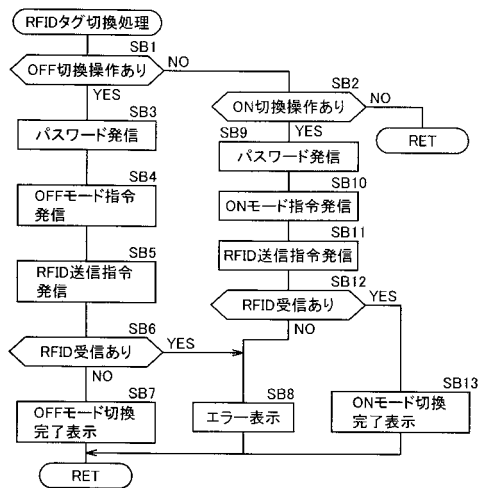 RFIDタグ切換処理
SB1
OFF切換操作あり
NO
YES
SB2
ON切換操作あり
NO
YES
RET
SB3
パスワード発信
SB9
パスワード発信
SB4
OFFモード指令
発信
SB10
ONモード指令発信
SB5
RFID送信指令
発信
SB11
RFID送信指令発信
SB12
RFID受信あり
YES
NO
SB6
RFID受信あり
YES
NO
SB7
OFFモード切換
完了表示
SB8
エラー表示
SB13
ONモード切換
完了表示
RET